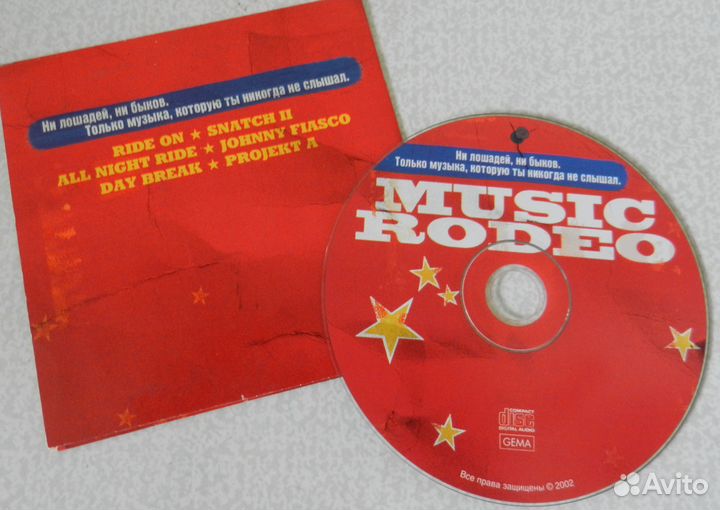 Ни лошадей, ни быков.
Только музыка, которую ты никогда не слышал.
RIDE ON ★ SNATCH II
ALL NIGHT RIDE ★ JOHNNY FIASCO
DAY BREAK ★ PROJEKT A
Ни лошадей, ни быков.
Только музыка, которую ты никогда не слышал.
MUSIC
RODEO
COMPACT
disc
DIGITAL AUDIO
GEMA
Все права защищены © 2002
Avito